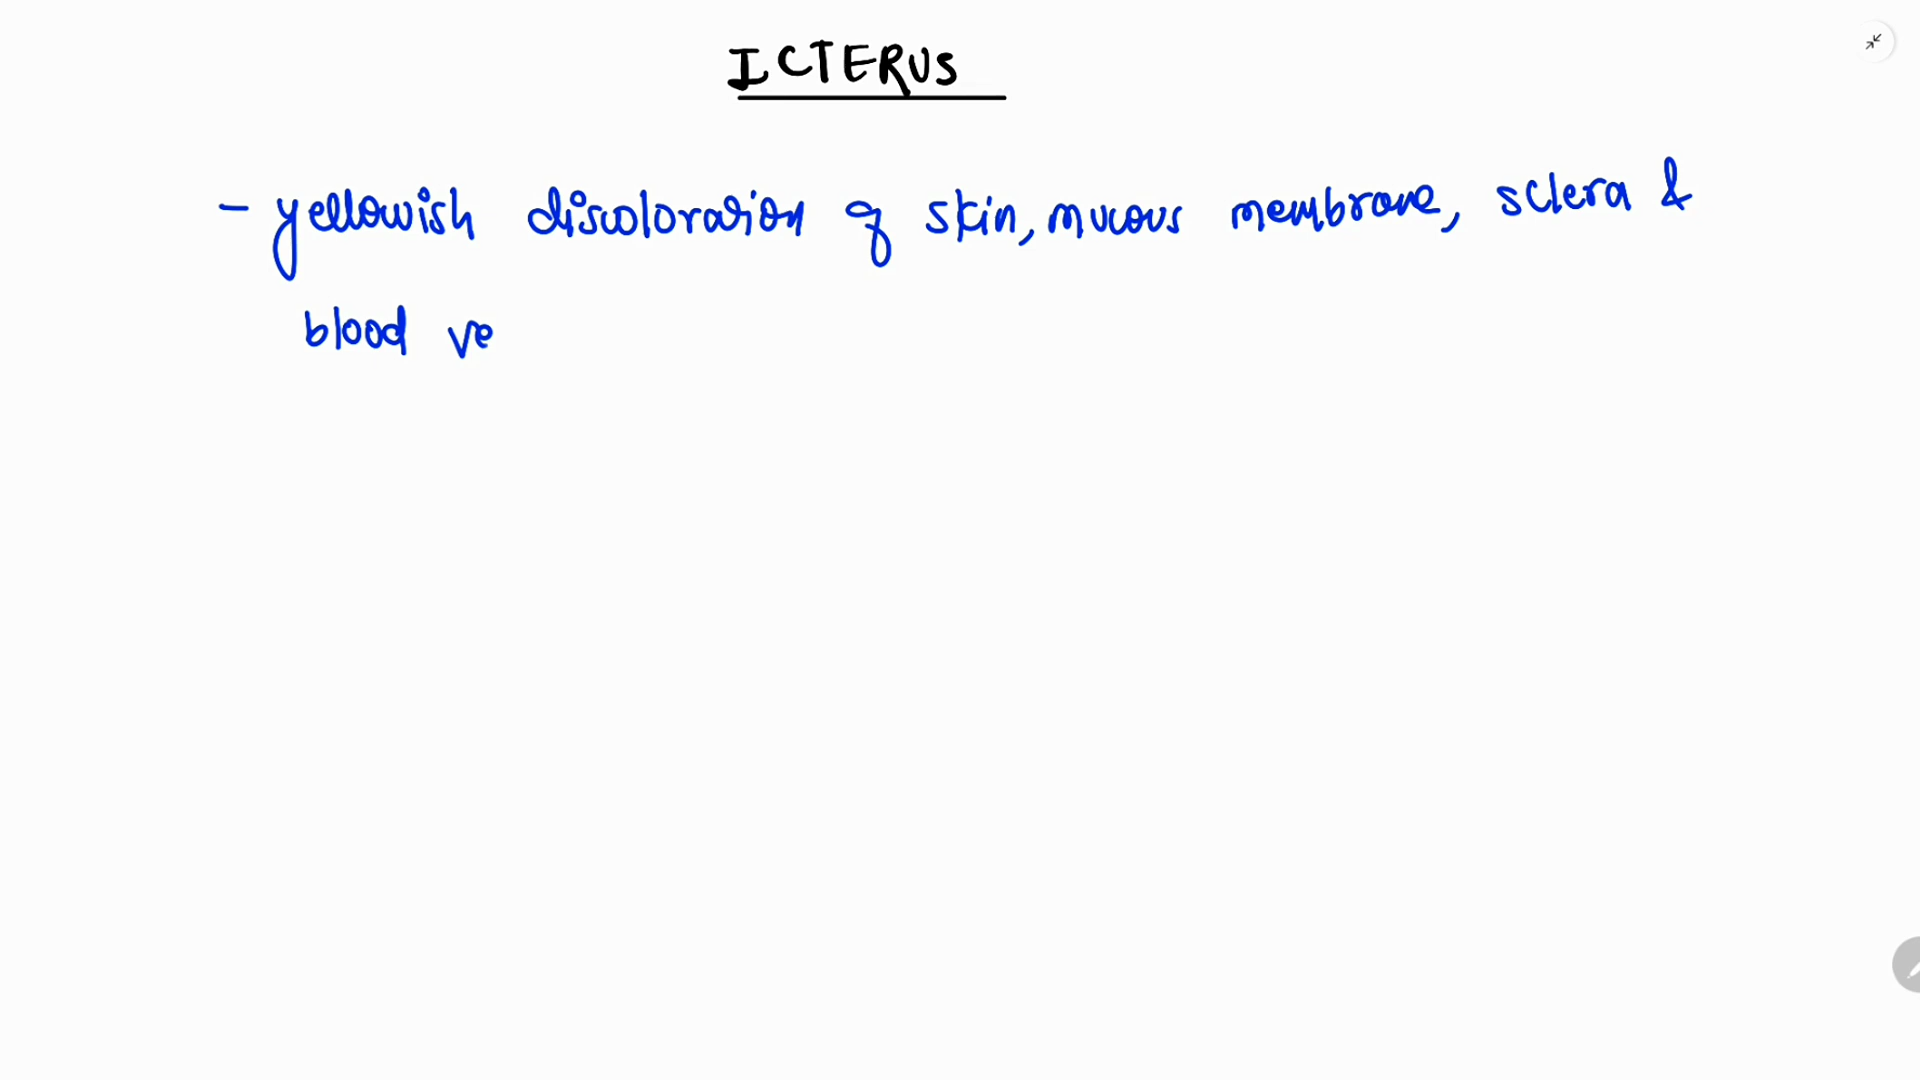 ICTERUS
- yellowish discoloration of skin, mucous membrane, sclera &
blood ve